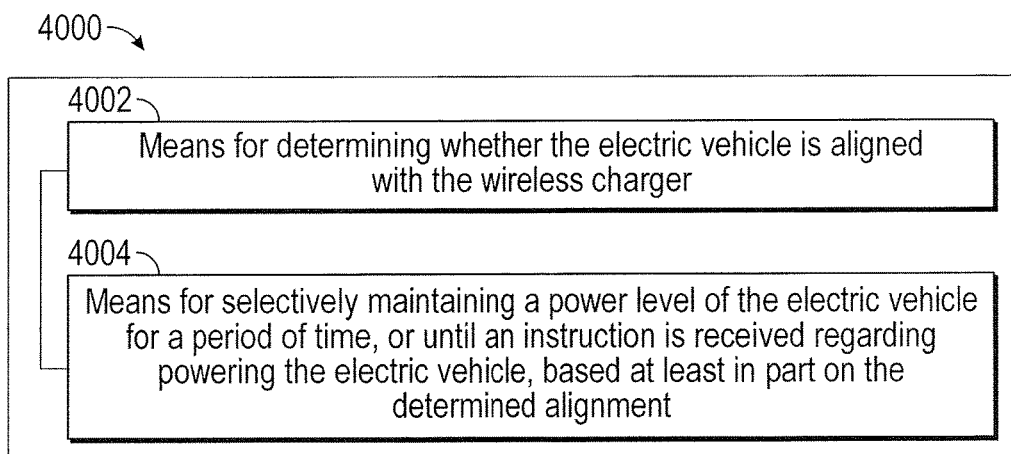 4000
4002
Means for determining whether the electric vehicle is aligned
with the wireless charger
4004
Means for selectively maintaining a power level of the electric vehicle
for a period of time, or until an instruction is received regarding
powering the electric vehicle, based at least in part on the
determined alignment